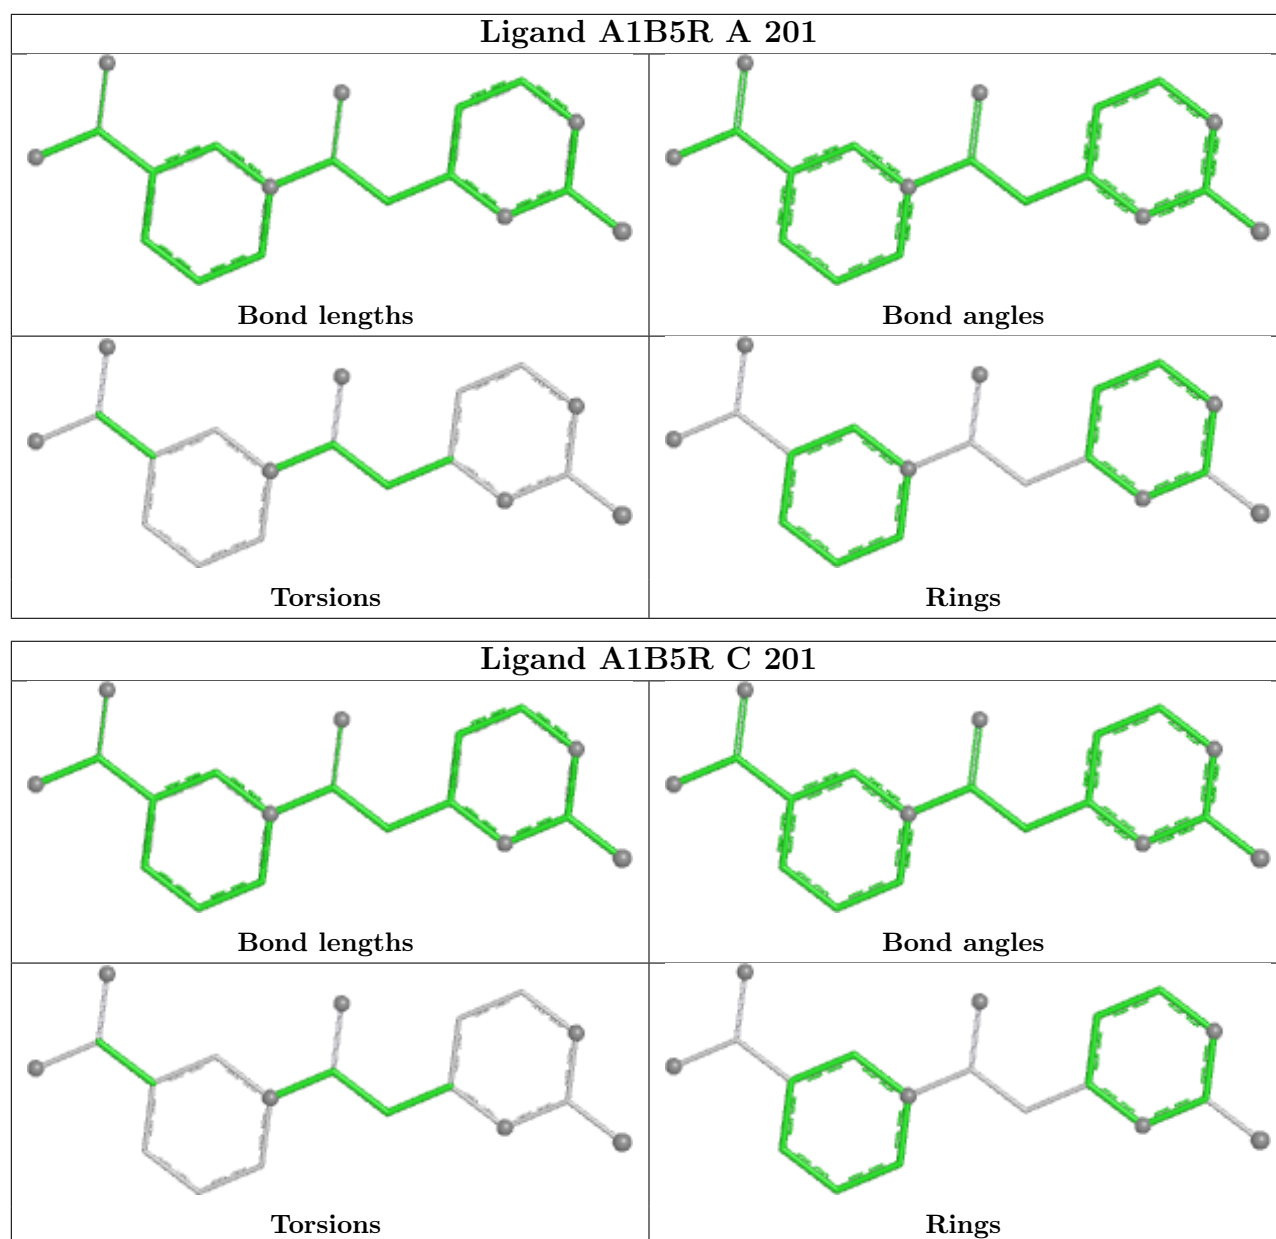 Ligand A1B5R A 201
Bond lengths
Bond angles
Torsions
Rings
Ligand A1B5R C 201
Bond lengths
Bond angles
Torsions
Rings